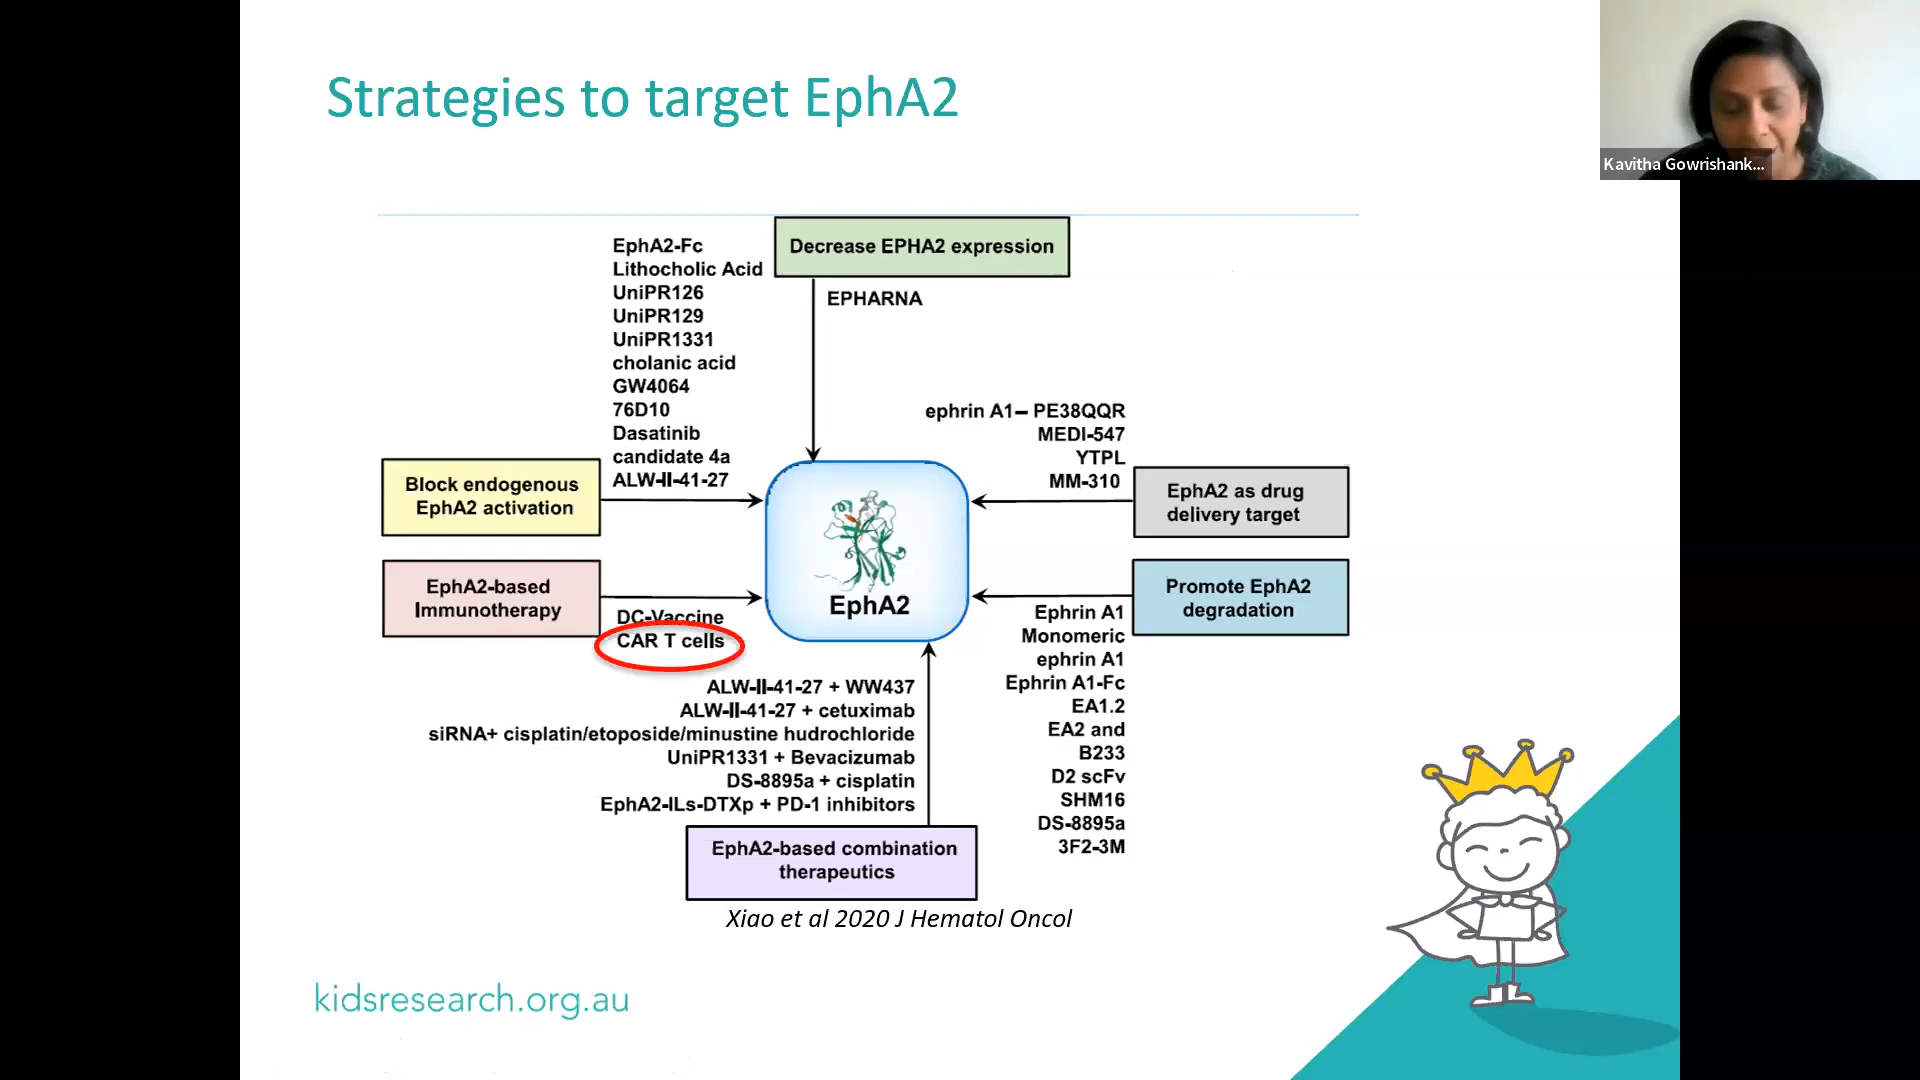 Strategies to target EphA2
Kavitha Gowrishank...
EphA2-Fc
Lithocholic Acid
UniPR126
UniPR129
UniPR1331
cholanic acid
GW4064
76D10
Dasatinib
candidate 4a
ALW-II-41-27
Decrease EPHA2 expression
EPHARNA
ephrin A1– PE38QQR
MEDI-547
YTPL
MM-310
Block endogenous
EphA2 activation
EphA2 as drug
delivery target
EphA2-based
Immunotherapy
DC-Vaccine
CAR T cells
EphA2
Promote EphA2
degradation
Ephrin A1
Monomeric
ephrin A1
Ephrin A1-Fc
EA1.2
EA2 and
B233
D2 scFv
SHM16
DS-8895a
3F2-3M
ALW-II-41-27 + WW437
ALW-II-41-27 + cetuximab
siRNA+ cisplatin/etoposide/minustine hudrochloride
UniPR1331 + Bevacizumab
DS-8895a + cisplatin
EphA2-ILs-DTXp + PD-1 inhibitors
EphA2-based combination
therapeutics
Xiao et al 2020 J Hematol Oncol
kidsresearch.org.au